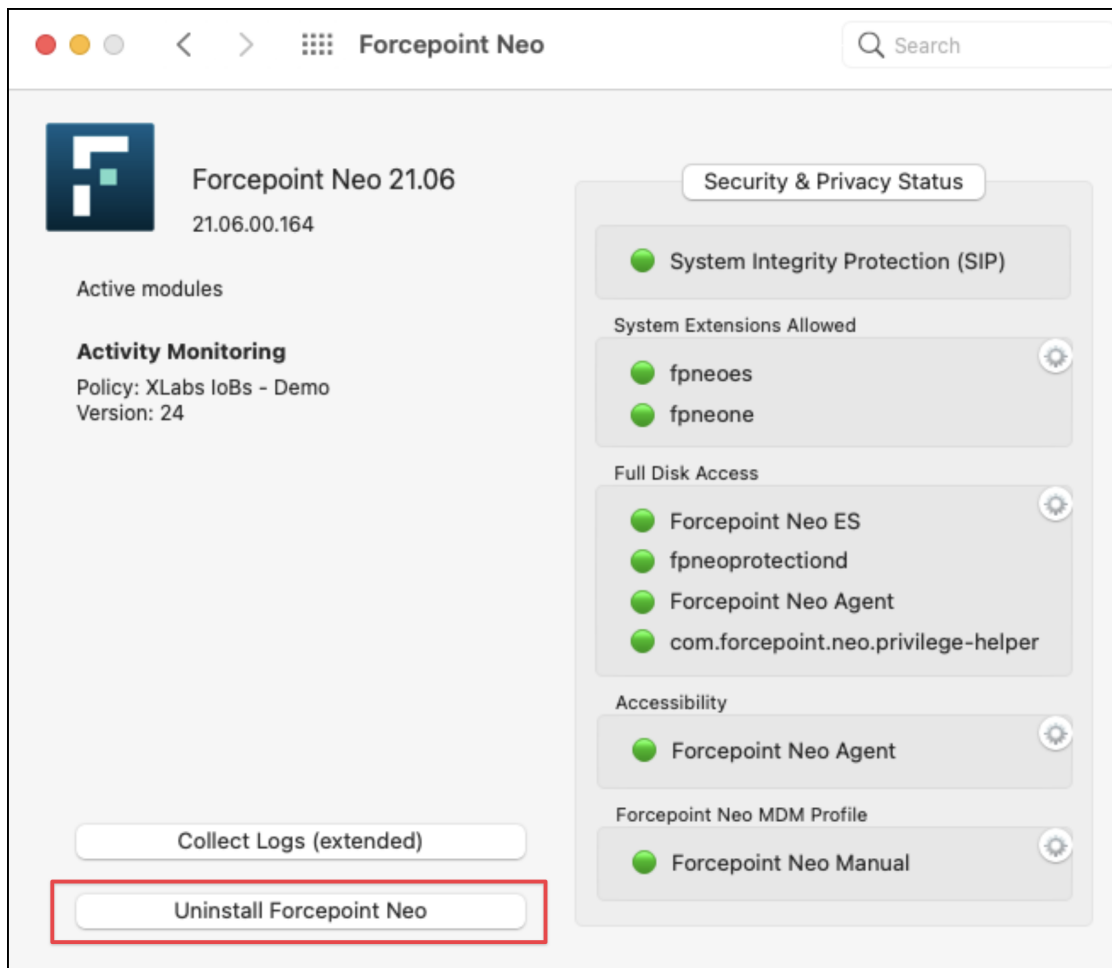 Forcepoint Neo
Search
Forcepoint Neo 21.06
21.06.00.164
Active modules
Activity Monitoring
Policy: XLabs IoBs - Demo
Version: 24
Collect Logs (extended)
Uninstall Forcepoint Neo
Security & Privacy Status
System Integrity Protection (SIP)
System Extensions Allowed
fpneoes
fpneone
Full Disk Access
Forcepoint Neo ES
fpneoprotectiond
Forcepoint Neo Agent
com.forcepoint.neo.privilege-helper
Accessibility
Forcepoint Neo Agent
Forcepoint Neo MDM Profile
Forcepoint Neo Manual